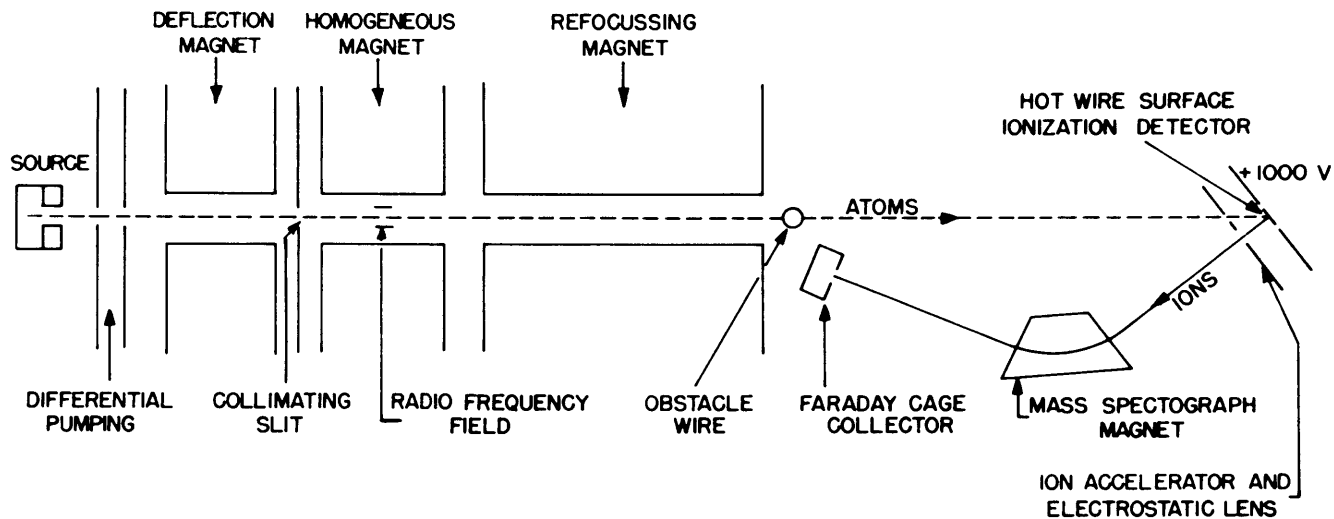 DEFLECTION
MAGNET
HOMOGENEOUS
MAGNET
REFOCUSSING
MAGNET
HOT WIRE SURFACE
IONIZATION DETECTOR
SOURCE
+1000 V
ATOMS
IONS
DIFFERENTIAL
PUMPING
COLLIMATING
SLIT
RADIO FREQUENCY
FIELD
OBSTACLE
WIRE
FARADAY CAGE
COLLECTOR
MASS SPECTOGRAPH
MAGNET
ION ACCELERATOR AND
ELECTROSTATIC LENS